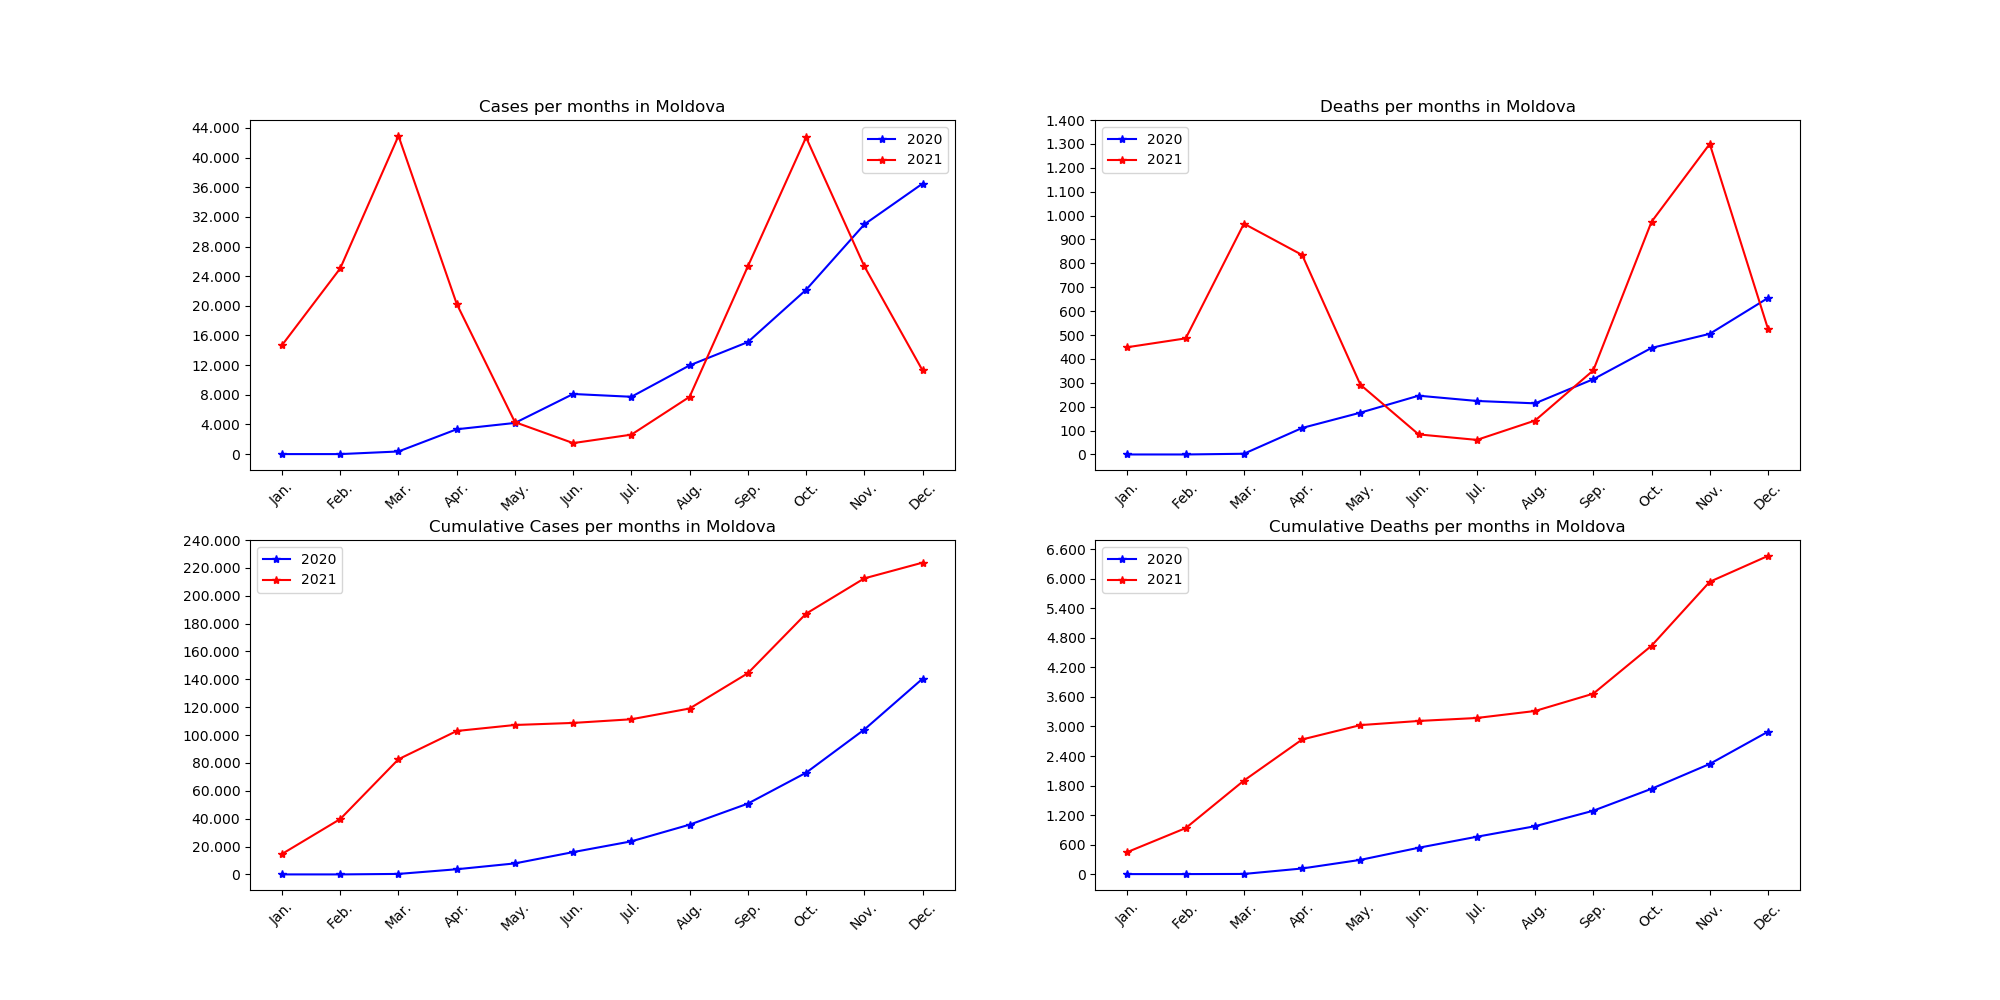 Cases per months in Moldova
44.000
40.000
36.000
32.000
28.000
24.000
20.000
16.000
12.000
8.000
4.000
0
2020
2021
Jan.
Feb.
Mar.
Apr.
May.
Jun.
Jul.
Aug.
Sep.
Oct.
Nov.
Dec.
Deaths per months in Moldova
1.400
1.300
1.200
1.100
1.000
900
800
700
600
500
400
300
200
100
0
2020
2021
Jan.
Feb.
Mar.
Apr.
May.
Jun.
Jul.
Aug.
Sep.
Oct.
Nov.
Dec.
Cumulative Cases per months in Moldova
240.000
220.000
200.000
180.000
160.000
140.000
120.000
100.000
80.000
60.000
40.000
20.000
0
2020
2021
Jan.
Feb.
Mar.
Apr.
May.
Jun.
Jul.
Aug.
Sep.
Oct.
Nov.
Dec.
Cumulative Deaths per months in Moldova
6.600
6.000
5.400
4.800
4.200
3.600
3.000
2.400
1.800
1.200
600
0
2020
2021
Jan.
Feb.
Mar.
Apr.
May.
Jun.
Jul.
Aug.
Sep.
Oct.
Nov.
Dec.